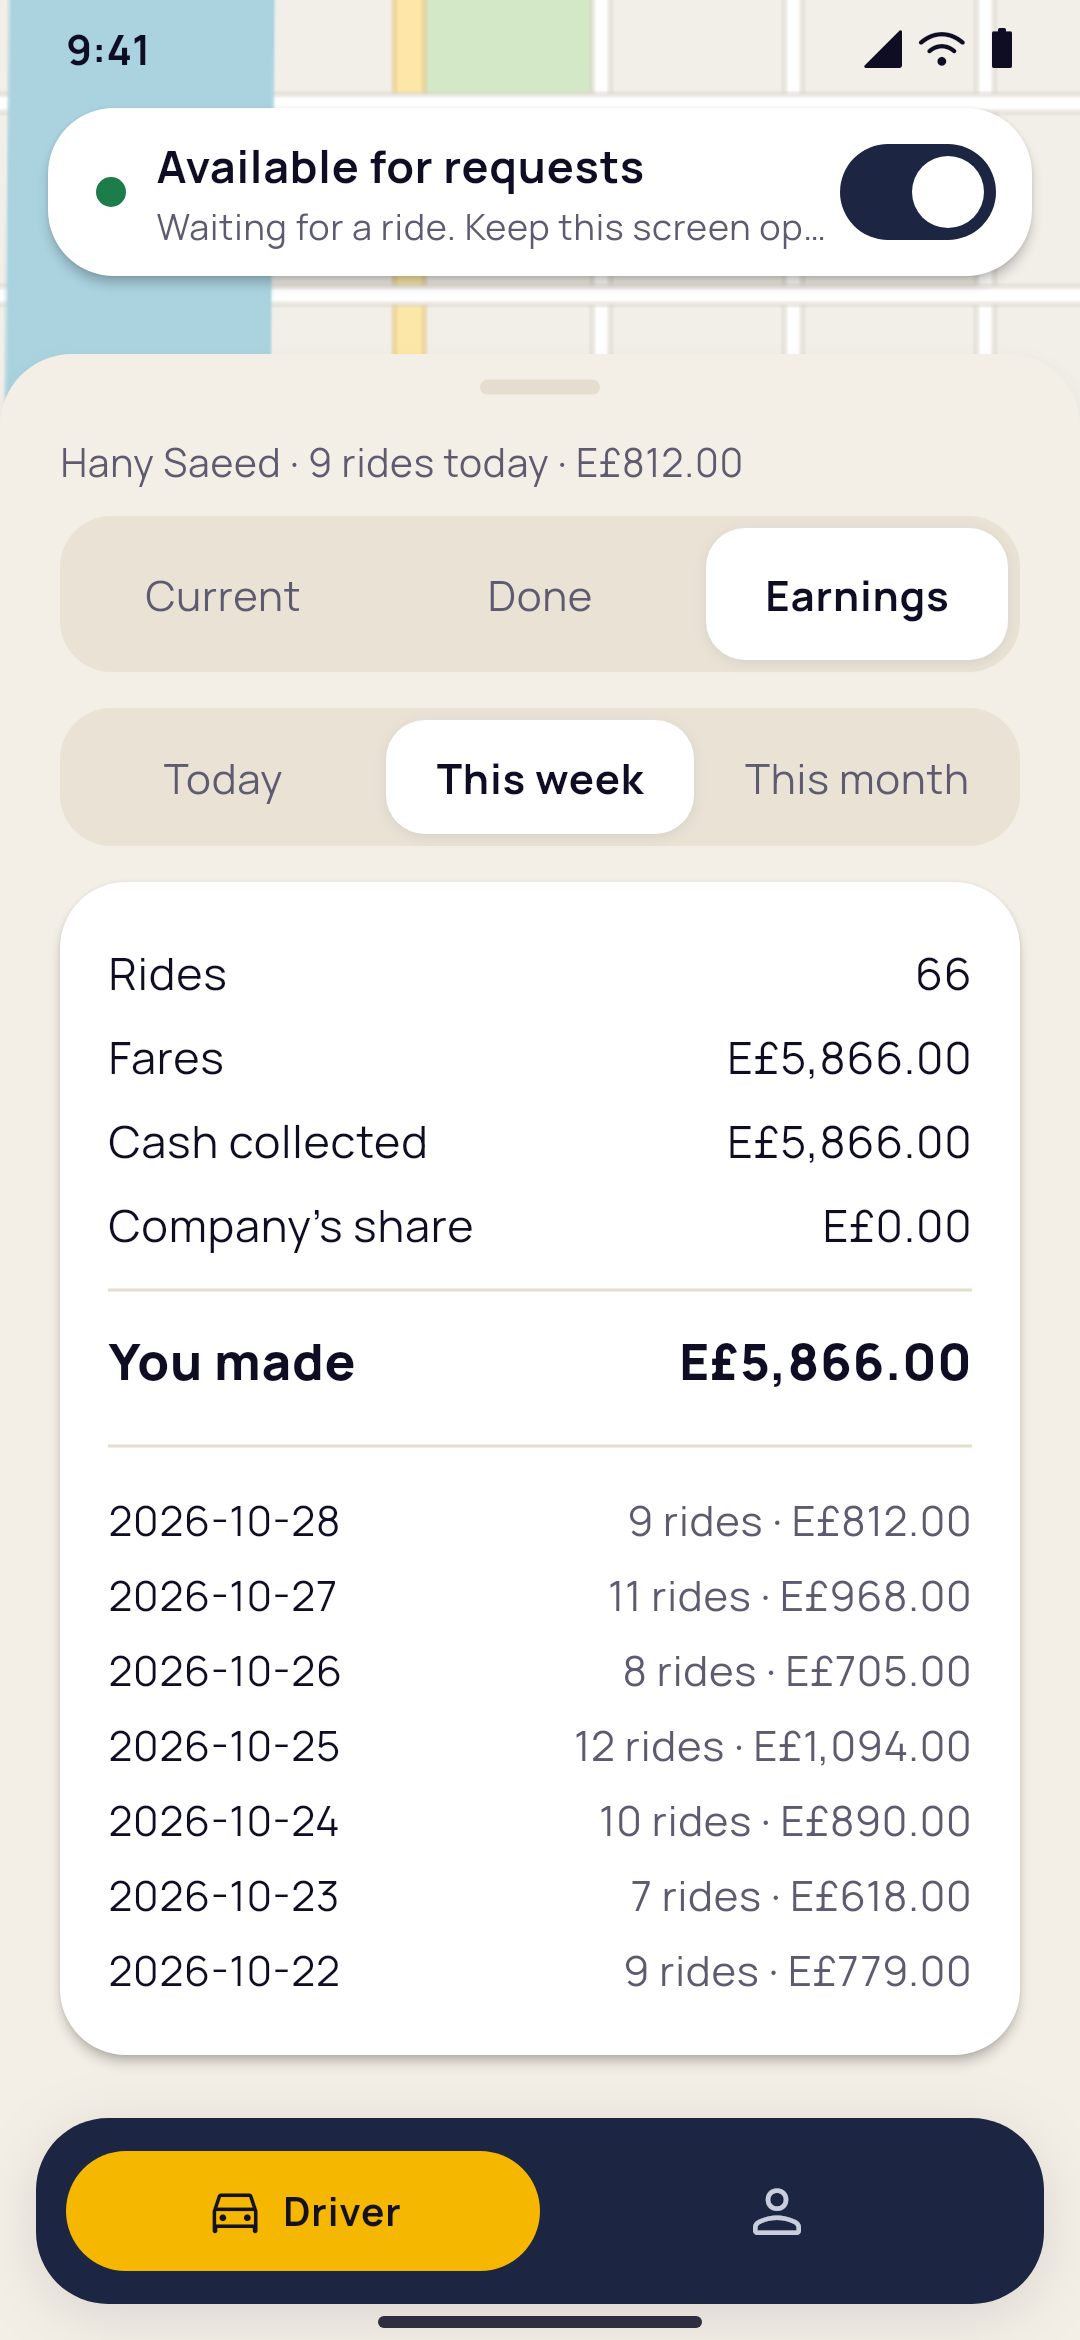 9:41
Available for requests
Waiting for a ride. Keep this screen op…
Hany Saeed · 9 rides today · E£812.00
Current Done Earnings
Today This week This month
Rides 66
Fares E£5,866.00
Cash collected E£5,866.00
Company’s share E£0.00
You made E£5,866.00
2026-10-28 9 rides · E£812.00
2026-10-27 11 rides · E£968.00
2026-10-26 8 rides · E£705.00
2026-10-25 12 rides · E£1,094.00
2026-10-24 10 rides · E£890.00
2026-10-23 7 rides · E£618.00
2026-10-22 9 rides · E£779.00
Driver